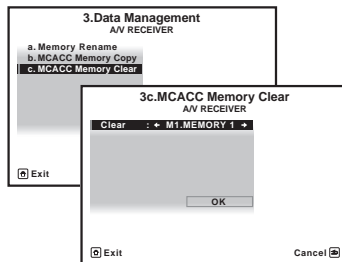 3.Data Management
A/V RECEIVER
a. Memory Rename
b. MCACC Memory Copy
c. MCACC Memory Clear
Exit
3c.MCACC Memory Clear
A/V RECEIVER
Clear : ← M1.MEMORY 1 →
OK
Exit Cancel